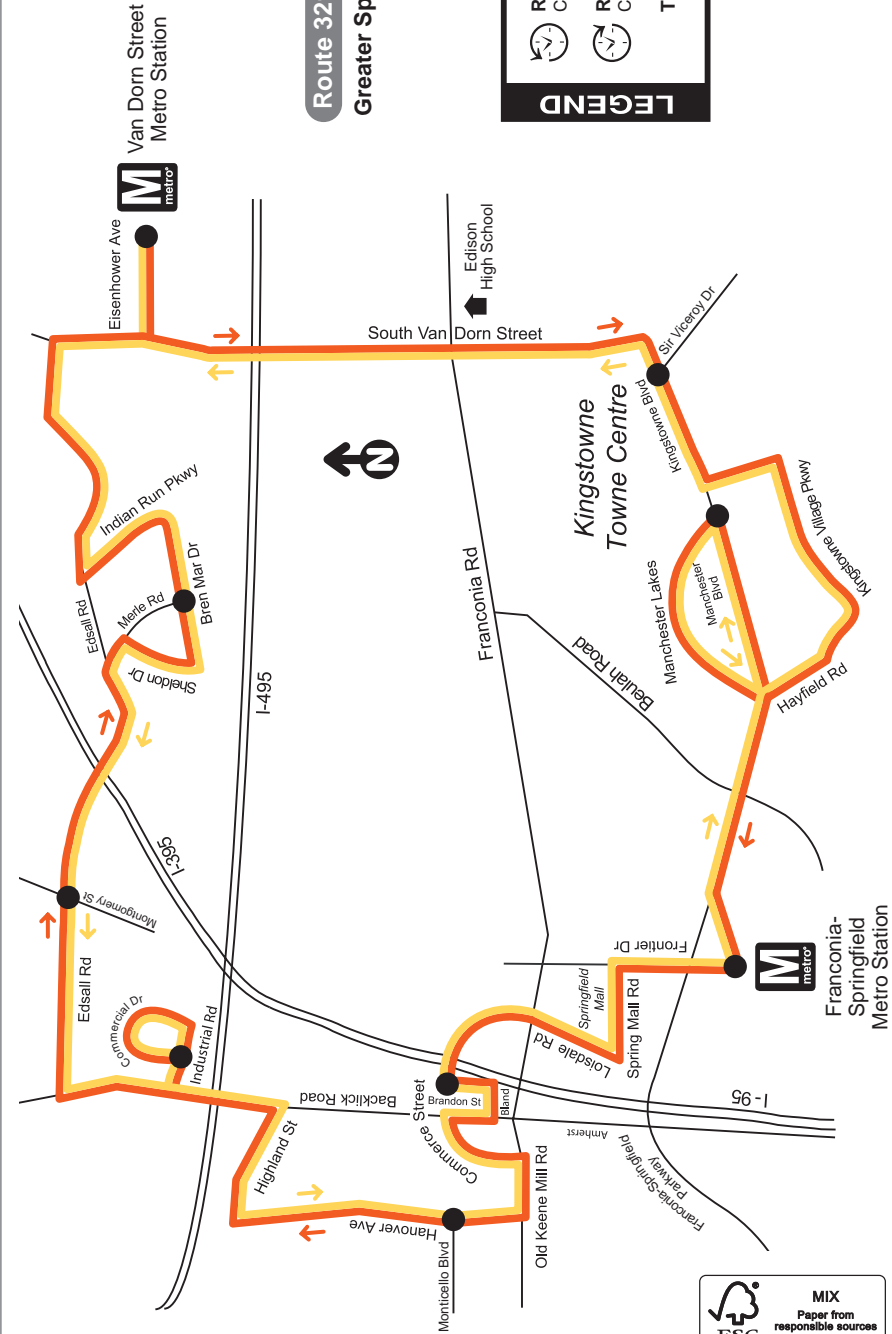 Van Dorn Street
Metro Station
M
metro®
Eisenhower Ave
Route 32
Greater Sp
LEGEND
R
C
R
C
T
Edison
High School
South Van Dorn Street
Sir Viceroy Dr
Kingstowne Blvd
Kingstowne
Towne Centre
N
Indian Run Pkwy
Edsall Rd
Merle Rd
Bren Mar Dr
Sheldon Dr
I-495
Franconia Rd
Manchester Lakes
Manchester
Blvd
Kingstowne Village Pkwy
Kingstowne
Hayfield Rd
Beulah Road
I-395
Montgomery St
Edsall Rd
Commercial Dr
Industrial Rd
Frontier Dr
Springfield
Mall
Spring Mall Rd
Loisdale Rd
M
metro®
Franconia-
Springfield
Metro Station
Backlick Road
Commerce
Street
Brandon St
Bland
I-95
Amherst
Highland St
Hanover Ave
Old Keene Mill Rd
Franconia-Springfield
Parkway
Monticello Blvd
MIX
Paper from
responsible sources
FSC